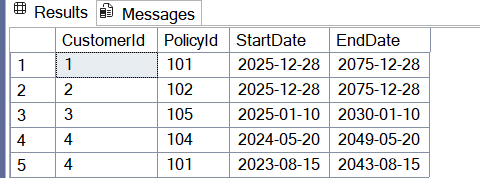 Results Messages
CustomerId PolicyId StartDate EndDate
1 1 101 2025-12-28 2075-12-28
2 2 102 2025-12-28 2075-12-28
3 3 105 2025-01-10 2030-01-10
4 4 104 2024-05-20 2049-05-20
5 4 101 2023-08-15 2043-08-15